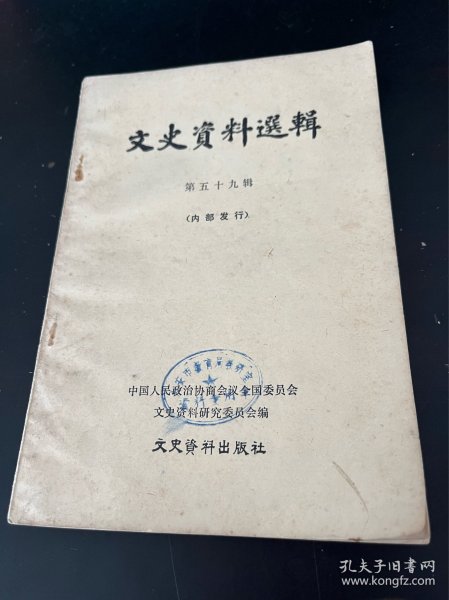 文史資料選輯
第五十九辑
（内部发行）
中国人民政治协商会议全国委员会
文史资料研究委员会编
文史资料出版社
孔夫子旧书网
www.kongfz.com